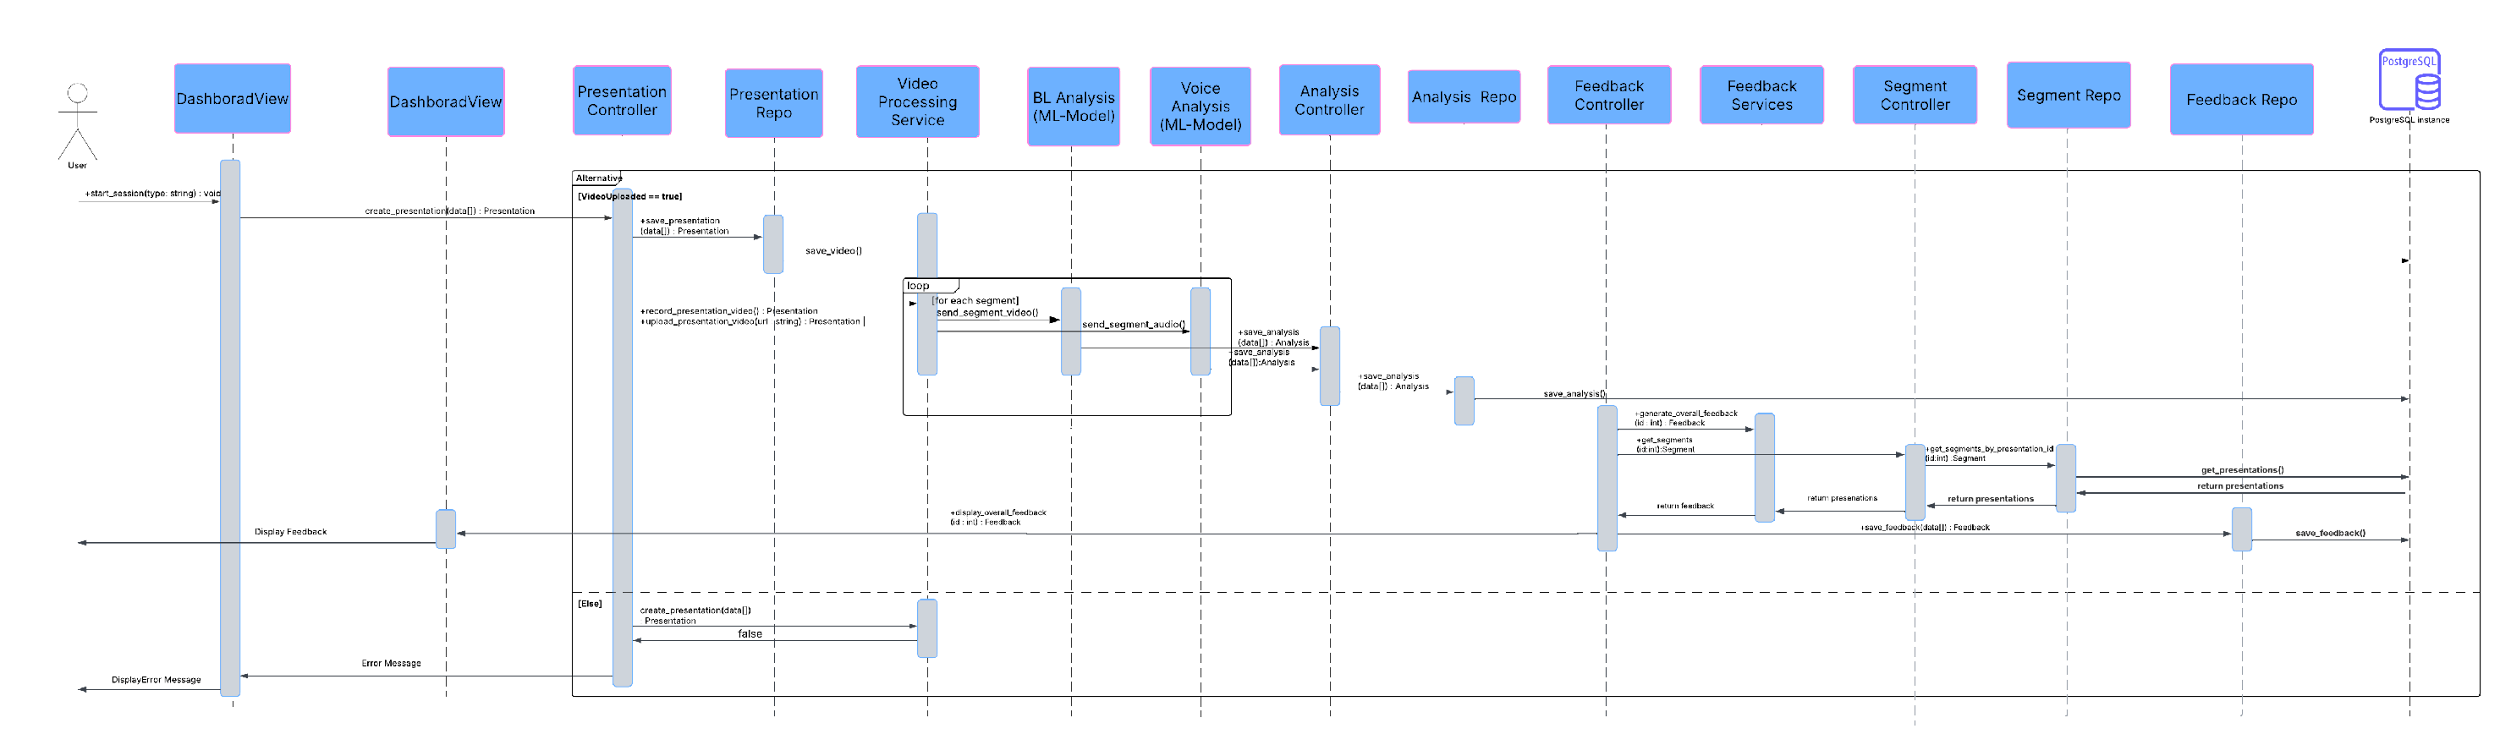 User
DashboradView
DashboradView
Presentation
Controller
Presentation
Repo
Video
Processing
Service
BL Analysis
(ML-Model)
Voice
Analysis
(ML-Model)
Analysis
Controller
Analysis Repo
Feedback
Controller
Feedback
Services
Segment
Controller
Segment Repo
Feedback Repo
PostgreSQL
PostgreSQL instance
Alternative
[VideoUploaded == true]
+start_session(type: string) : void
create_presentation(data[]) : Presentation
+save_presentation
(data[]) : Presentation
save_video()
loop
[for each segment]
send_segment_video()
+record_presentation_video() : Presentation
+upload_presentation_video(url : string) : Presentation |
send_segment_audio()
+save_analysis
(data[]) : Analysis
+save_analysis
(data[]):Analysis
+save_analysis
(data[]) : Analysis
save_analysis()
+generate_overall_feedback
(id : int) : Feedback
+get_segments
(id:int):Segment
+get_segments_by_presentation_id
(id:int) :Segment
get_presentations()
return presentations
return presentations
return presenations
return feedback
+display_overall_feedback
(id : int) : Feedback
+save_feedback(data[]) : Feedback
save_feedback()
Display Feedback
[Else]
create_presentation(data[])
Presentation
false
Error Message
DisplayError Message